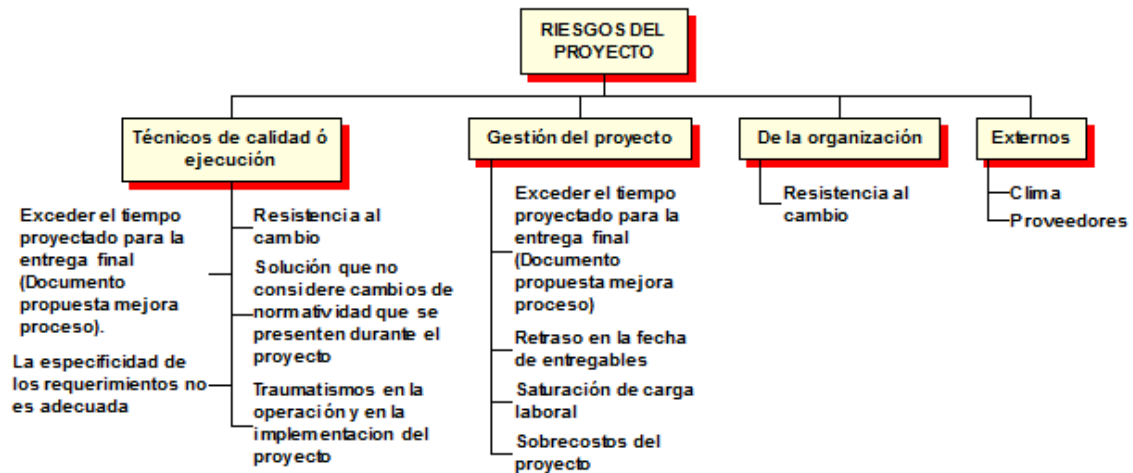 RIESGOS DEL
PROYECTO
Técnicos de calidad ó
ejecución
Exceder el tiempo
proyectado para la
entrega final
(Documento
propuesta mejora
proceso).
La especificidad de
los requerimientos no
es adecuada
Resistencia al
cambio
Solución que no
considere cambios de
normatividad que se
presenten durante el
proyecto
Traumatismos en la
operación y en la
implementacion del
proyecto
Gestión del proyecto
Exceder el tiempo
proyectado para la
entrega final
(Documento
propuesta mejora
proceso)
Retraso en la fecha
de entregables
Saturación de carga
laboral
Sobrecostos del
proyecto
De la organización
Resistencia al
cambio
Externos
Clima
Proveedores